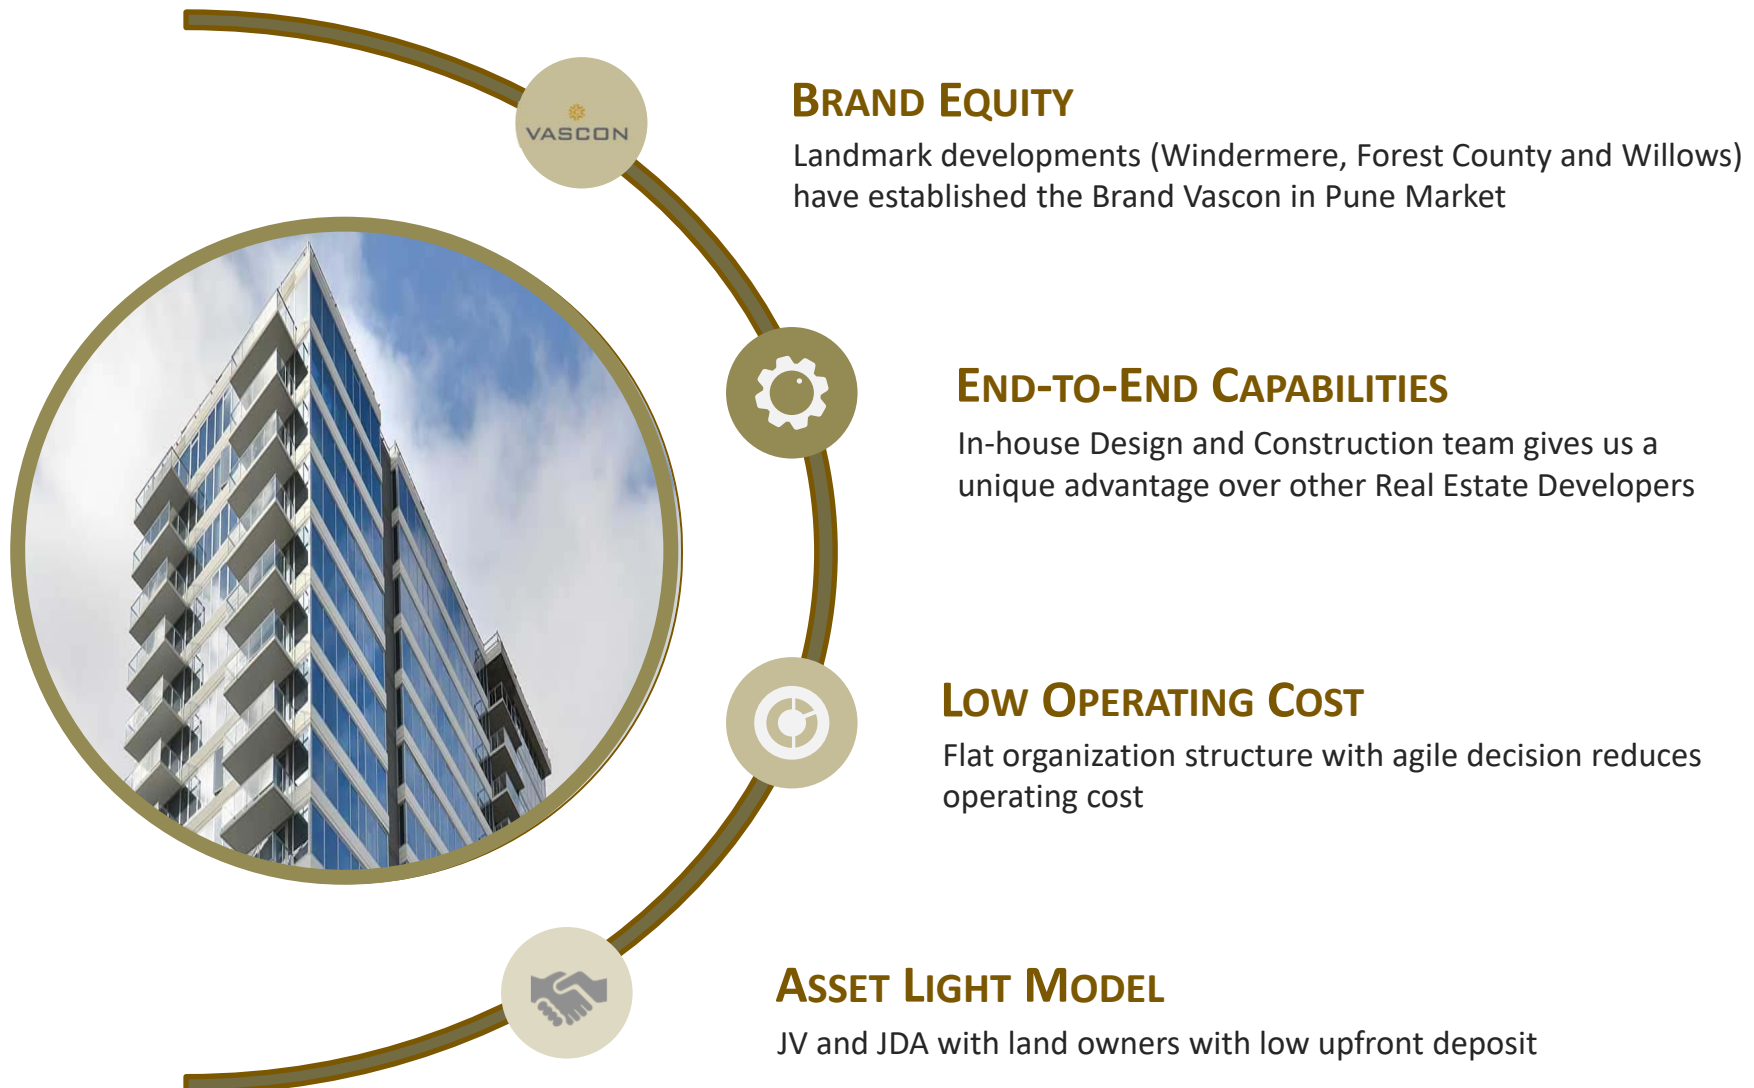 VASCON
BRAND EQUITY
Landmark developments (Windermere, Forest County and Willows)
have established the Brand Vascon in Pune Market
END-TO-END CAPABILITIES
In-house Design and Construction team gives us a
unique advantage over other Real Estate Developers
LOW OPERATING COST
Flat organization structure with agile decision reduces
operating cost
ASSET LIGHT MODEL
JV and JDA with land owners with low upfront deposit